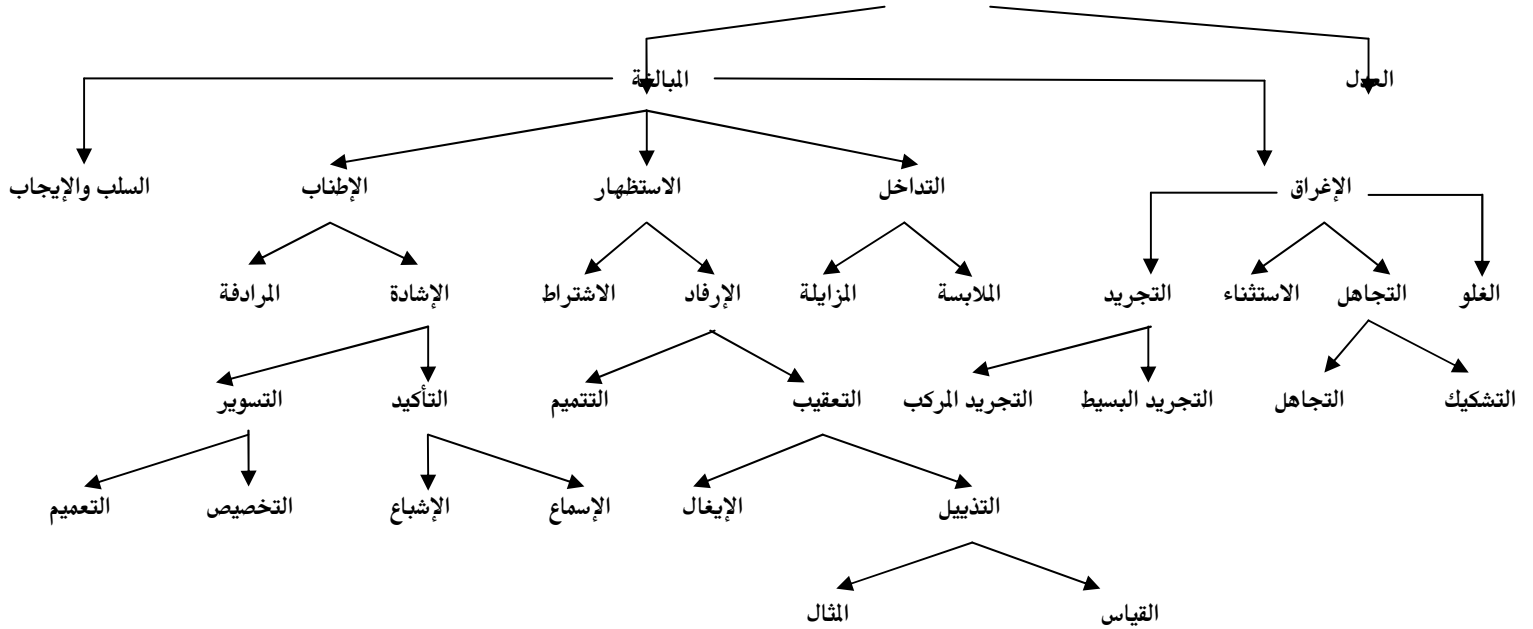 العدل المبالغة
الإغراق التداخل الاستظهار الإطناب السلب والإيجاب
الغلو التجاهل الاستثناء التجريد الملابسة المزايلة الإرفاد الاشتراط الإشادة المرادفة
التشكيك التجاهل التجريد البسيط التجريد المركب التعقيب التتميم التأكيد التسوير
التذييل الإيغال الإسماع الإشباع التخصيص التعميم
القياس المثال